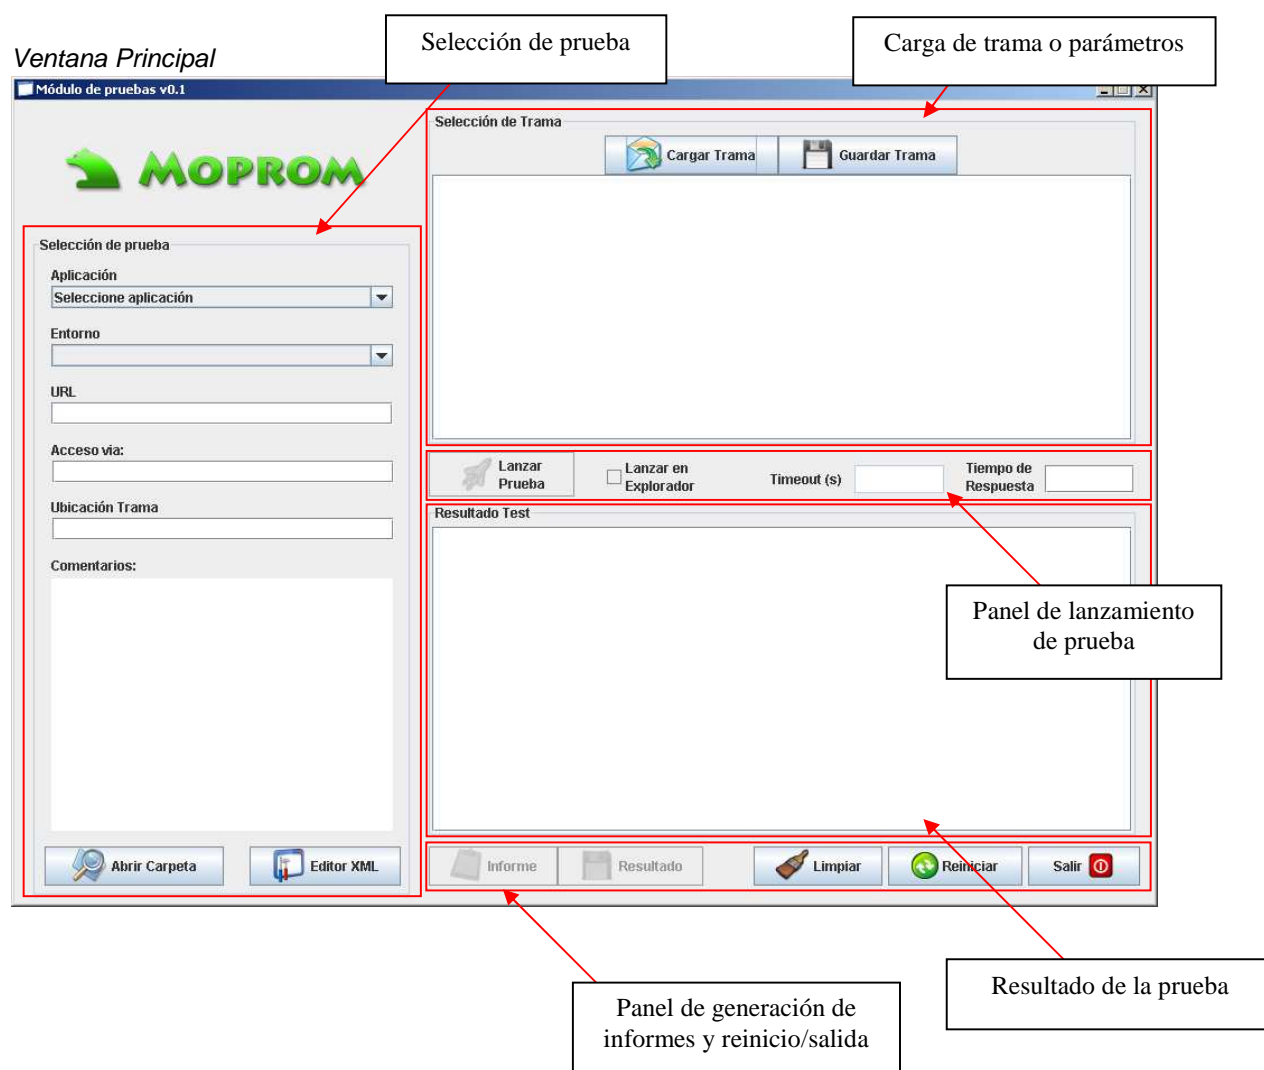 Selección de prueba
Carga de trama o parámetros
Ventana Principal
Módulo de pruebas v0.1
MOPROM
Selección de Trama
Cargar Trama
Guardar Trama
Selección de prueba
Aplicación
Seleccione aplicación
Entorno
URL
Acceso via:
Ubicación Trama
Comentarios:
Abrir Carpeta
Editor XML
Lanzar
Prueba
Lanzar en
Explorador
Timeout (s)
Tiempo de
Respuesta
Resultado Test
Panel de lanzamiento
de prueba
Informe
Resultado
Limpiar
Reiniciar
Salir
Resultado de la prueba
Panel de generación de
informes y reinicio/salida